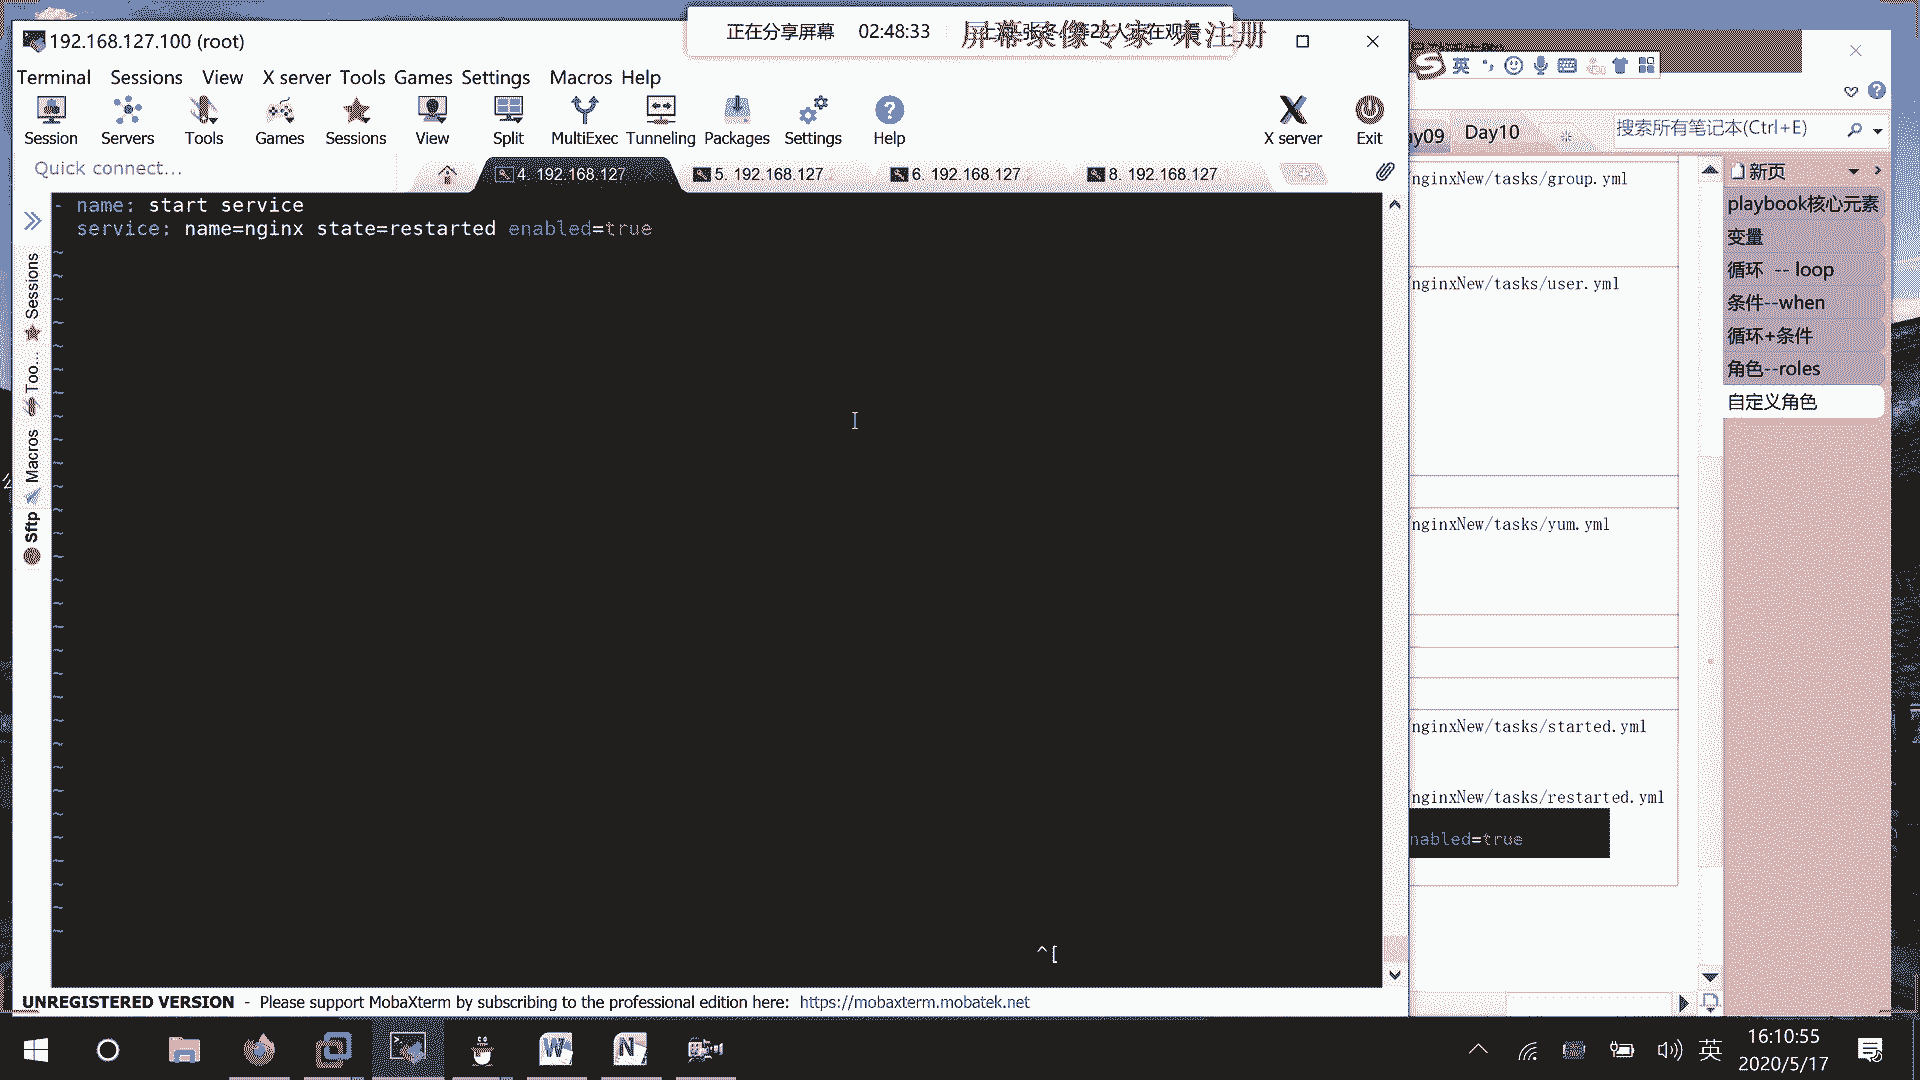 192.168.127.100 (root)
正在分享屏幕 02:48:33
屏幕录像专家 未注册
Terminal Sessions View X server Tools Games Settings Macros Help
Session Servers Tools Games Sessions View Split MultiExec Tunneling Packages Settings Help X server Exit
Quick connect...
4. 192.168.127
5. 192.168.127.
6. 192.168.127.
8. 192.168.127.
- name: start service
service: name=nginx state=restarted enabled=true
^[
Sessions
Too...
Macros
Sftp
UNREGISTERED VERSION - Please support MobaXterm by subscribing to the professional edition here: https://mobaxterm.mobatek.net
英
Day10
搜索所有笔记本(Ctrl+E)
/nginxNew/tasks/group.yml
/nginxNew/tasks/user.yml
/nginxNew/tasks/yum.yml
/nginxNew/tasks/started.yml
/nginxNew/tasks/restarted.yml
nabled=true
新页
playbook核心元素
变量
循环 -- loop
条件--when
循环+条件
角色--roles
自定义角色
英
16:10:55
2020/5/17